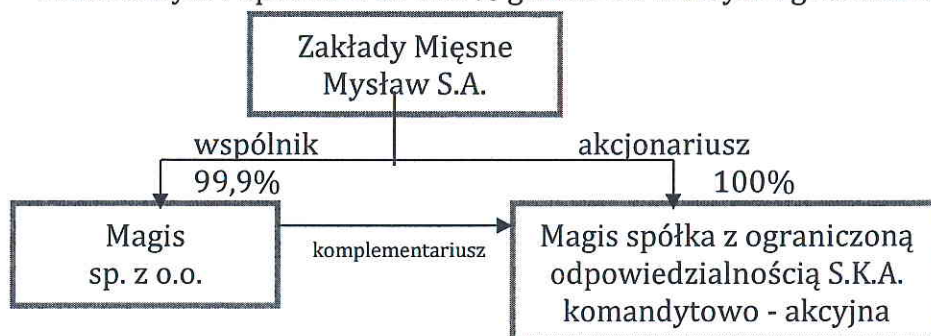 Zakłady Mięsne
Mysław S.A.
wspólnik
akcjonariusz
99,9%
100%
Magis
sp. z o.o.
komplementariusz
Magis spółka z ograniczoną
odpowiedzialnością S.K.A.
komandytowo - akcyjna